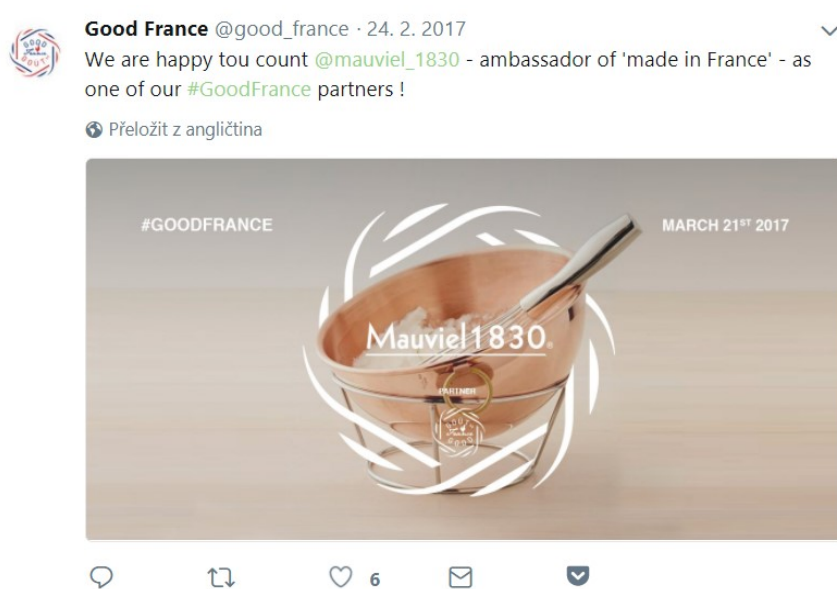 Good France @good_france · 24. 2. 2017
We are happy tou count @mauviel_1830 - ambassador of 'made in France' - as
one of our #GoodFrance partners !
Přeložit z angličtina
#GOODFRANCE
MARCH 21ST 2017
Mauviel1830
PARTNER
6